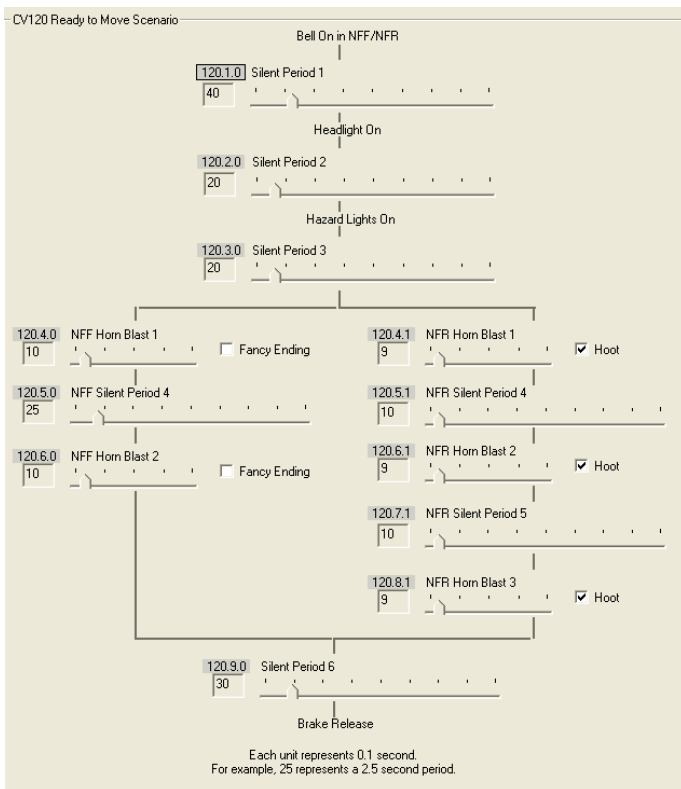 CV120 Ready to Move Scenario
Bell On in NFF/NFR
120.1.0 Silent Period 1
40
Headlight On
120.2.0 Silent Period 2
20
Hazard Lights On
120.3.0 Silent Period 3
20
120.4.0 NFF Horn Blast 1
10 Fancy Ending
120.5.0 NFF Silent Period 4
25
120.6.0 NFF Horn Blast 2
10 Fancy Ending
120.4.1 NFR Horn Blast 1
9 Hoot
120.5.1 NFR Silent Period 4
10
120.6.1 NFR Horn Blast 2
9 Hoot
120.7.1 NFR Silent Period 5
10
120.8.1 NFR Horn Blast 3
9 Hoot
120.9.0 Silent Period 6
30
Brake Release
Each unit represents 0.1 second.
For example, 25 represents a 2.5 second period.